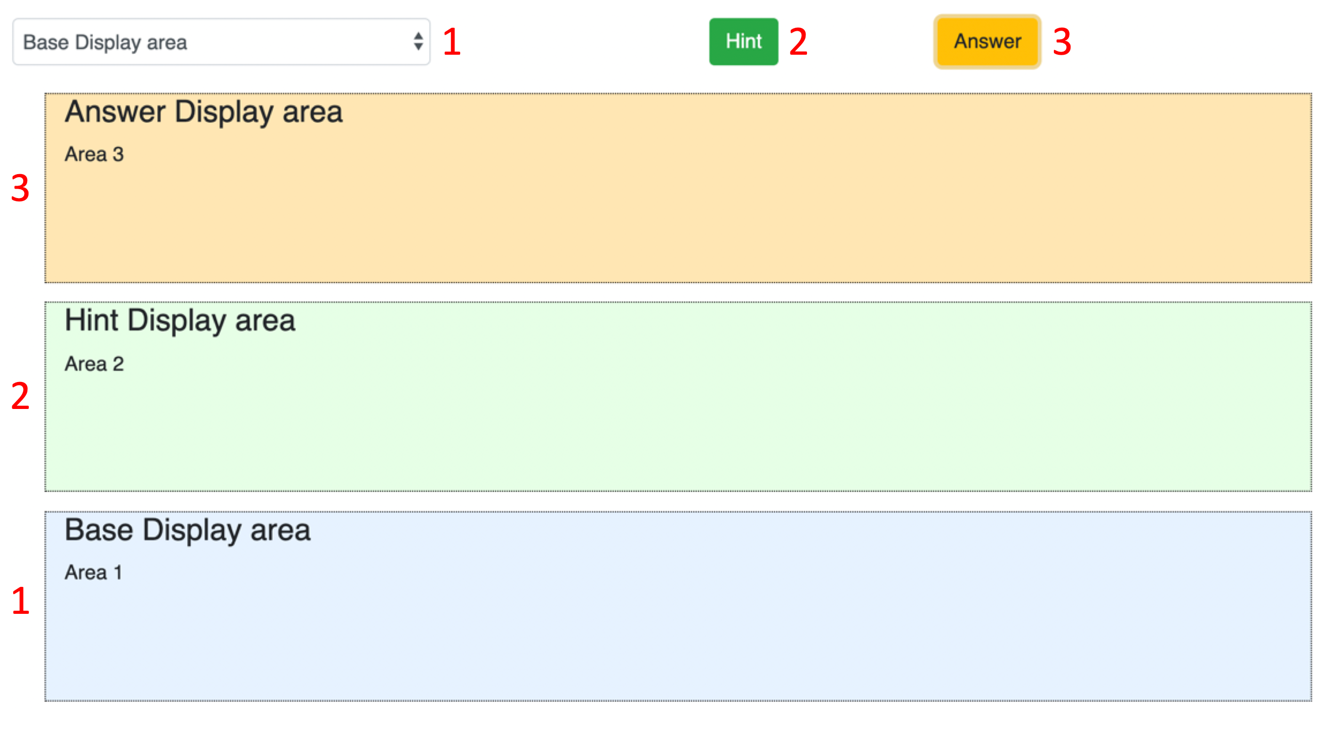 Base Display area 1 Hint 2 Answer 3
Answer Display area
Area 3
3
Hint Display area
Area 2
2
Base Display area
Area 1
1